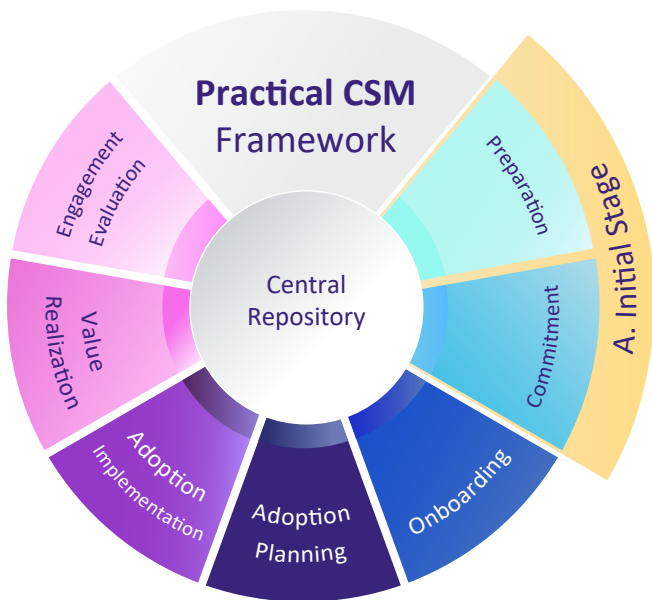 Practical CSM
Framework
Preparation
A. Initial Stage
Commitment
Onboarding
Adoption
Planning
Adoption
Implementation
Value
Realization
Engagement
Evaluation
Central
Repository